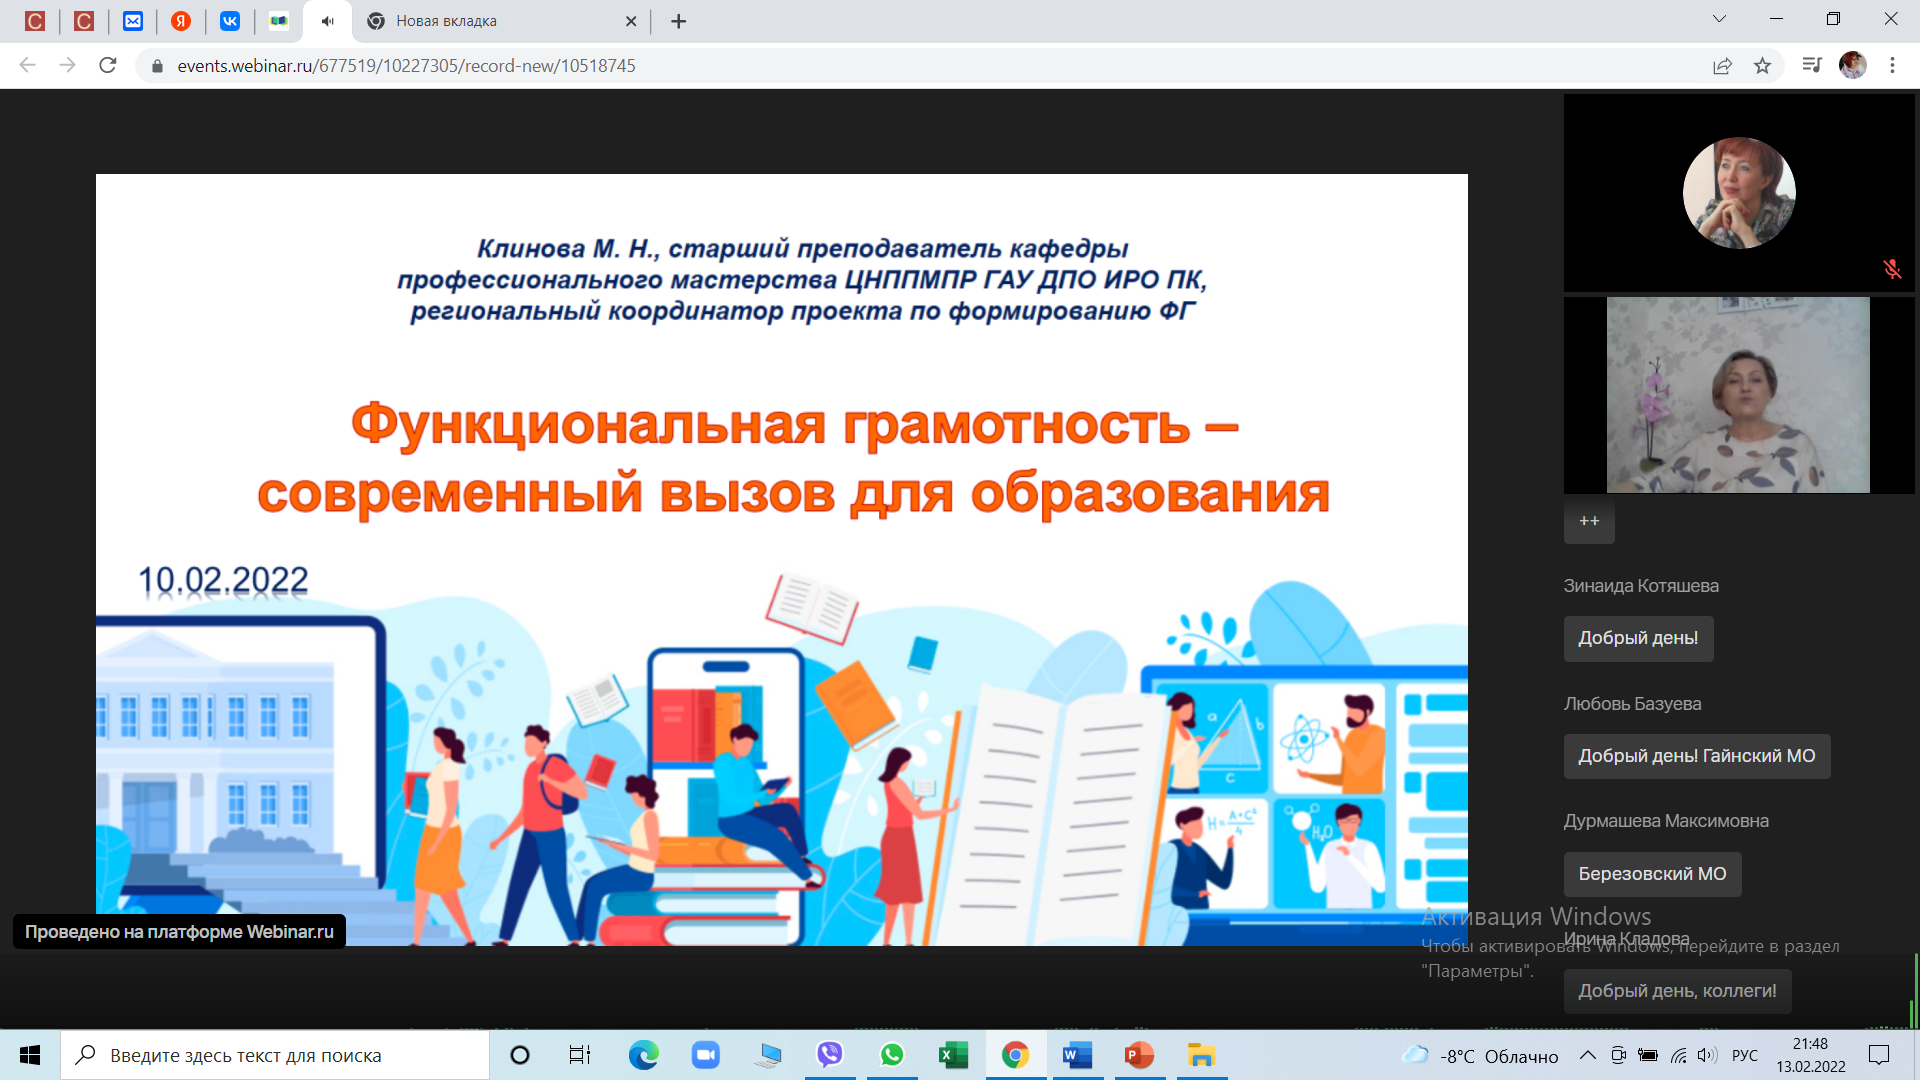 Новая вкладка
events.webinar.ru/677519/10227305/record-new/10518745
Клинова М. Н., старший преподаватель кафедры
профессионального мастерства ЦНППМПР ГАУ ДПО ИРО ПК,
региональный координатор проекта по формированию ФГ
Функциональная грамотность –
современный вызов для образования
10.02.2022
a
b
c
H=A+C²/4
H₂O
Проведено на платформе Webinar.ru
++
Зинаида Котяшева
Добрый день!
Любовь Базуева
Добрый день! Гайнский МО
Дурмашева Максимовна
Березовский МО
Ирина Кладова
Добрый день, коллеги!
Активация Windows
Чтобы активировать Windows, перейдите в раздел
"Параметры".
Введите здесь текст для поиска
-8°C Облачно
РУС
21:48
13.02.2022